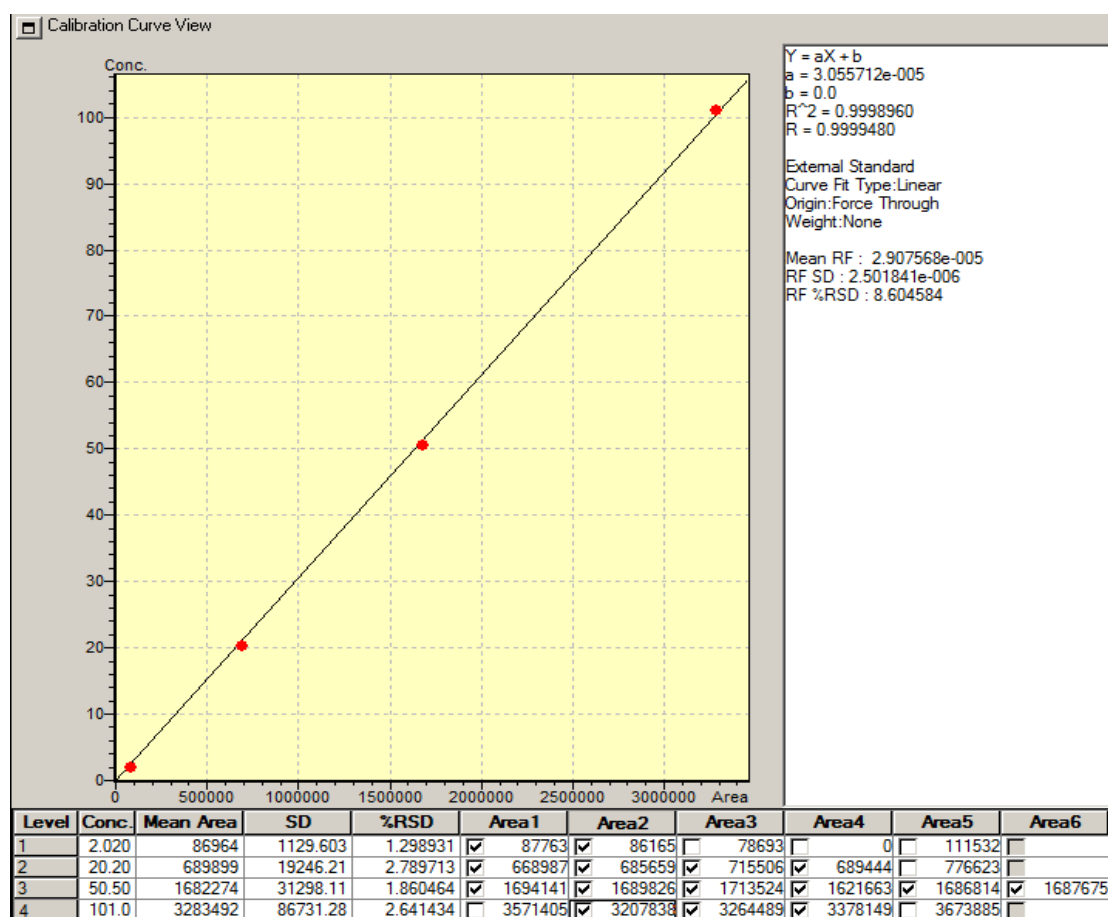 Calibration Curve View
Conc.
100
90
80
70
60
50
40
30
20
10
0
0 500000 1000000 1500000 2000000 2500000 3000000 Area
Y = aX + b
a = 3.055712e-005
b = 0.0
R^2 = 0.9998960
R = 0.9999480
External Standard
Curve Fit Type:Linear
Origin:Force Through
Weight:None
Mean RF : 2.907568e-005
RF SD : 2.501841e-006
RF %RSD : 8.604584
Level Conc. Mean Area SD %RSD Area1 Area2 Area3 Area4 Area5 Area6
1 2.020 86964 1129.603 1.298931 87763 86165 78693 0 111532
2 20.20 689899 19246.21 2.789713 668987 685659 715506 689444 776623
3 50.50 1682274 31298.11 1.860464 1694141 1689826 1713524 1621663 1686814 1687675
4 101.0 3283492 86731.28 2.641434 3571405 3207838 3264489 3378149 3673885